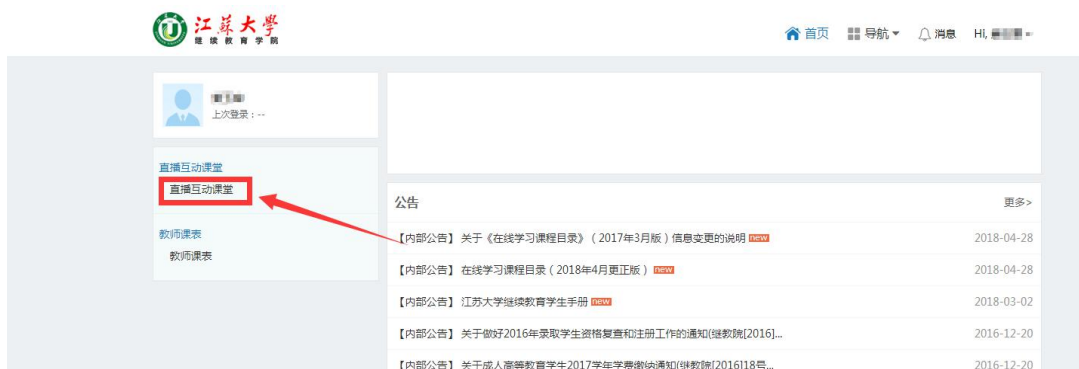 江苏大學
继续教育学院
首页 导航 消息 HI,
上次登录：--
直播互动课堂
直播互动课堂
教师课表
教师课表
公告 更多>
【内部公告】关于《在线学习课程目录》（2017年3月版）信息变更的说明 new 2018-04-28
【内部公告】在线学习课程目录（2018年4月更正版） new 2018-04-28
【内部公告】江苏大学继续教育学生手册 new 2018-03-02
【内部公告】关于做好2016年录取学生资格复查和注册工作的通知(继教院[2016]... 2016-12-20
【内部公告】关于成人高等教育学生2017学年学费缴纳通知(继教院[2016]18号... 2016-12-20